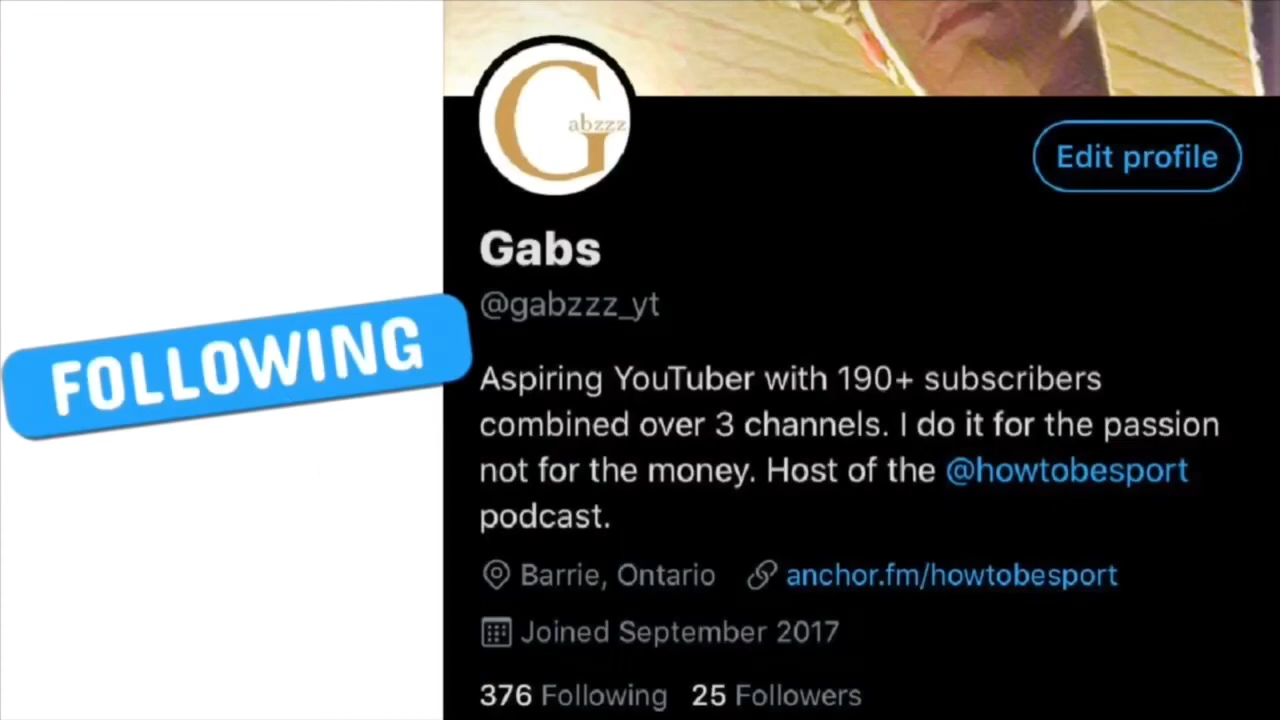 Gabzzz
Edit profile
Gabs
@gabzzz_yt
FOLLOWING
Aspiring YouTuber with 190+ subscribers
combined over 3 channels. I do it for the passion
not for the money. Host of the @howtobesport
podcast.
Barrie, Ontario anchor.fm/howtobesport
Joined September 2017
376 Following 25 Followers